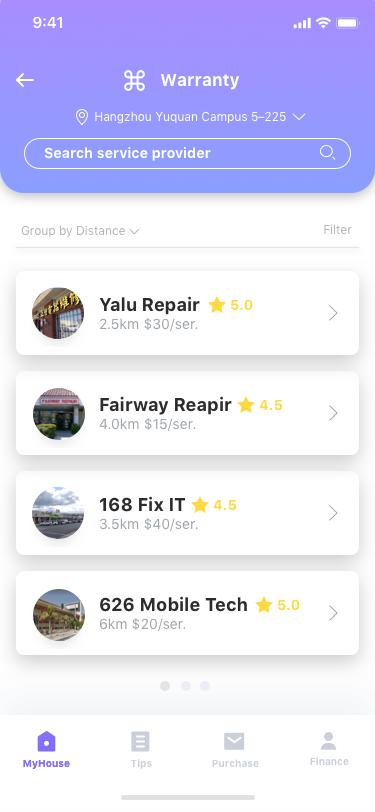 9:41
Warranty
Hangzhou Yuquan Campus 5-225
Search service provider
Group by Distance
Filter
Yalu Repair 5.0
2.5km $30/ser.
Fairway Reapir 4.5
4.0km $15/ser.
168 Fix IT 4.5
3.5km $40/ser.
626 Mobile Tech 5.0
6km $20/ser.
MyHouse
Tips
Purchase
Finance